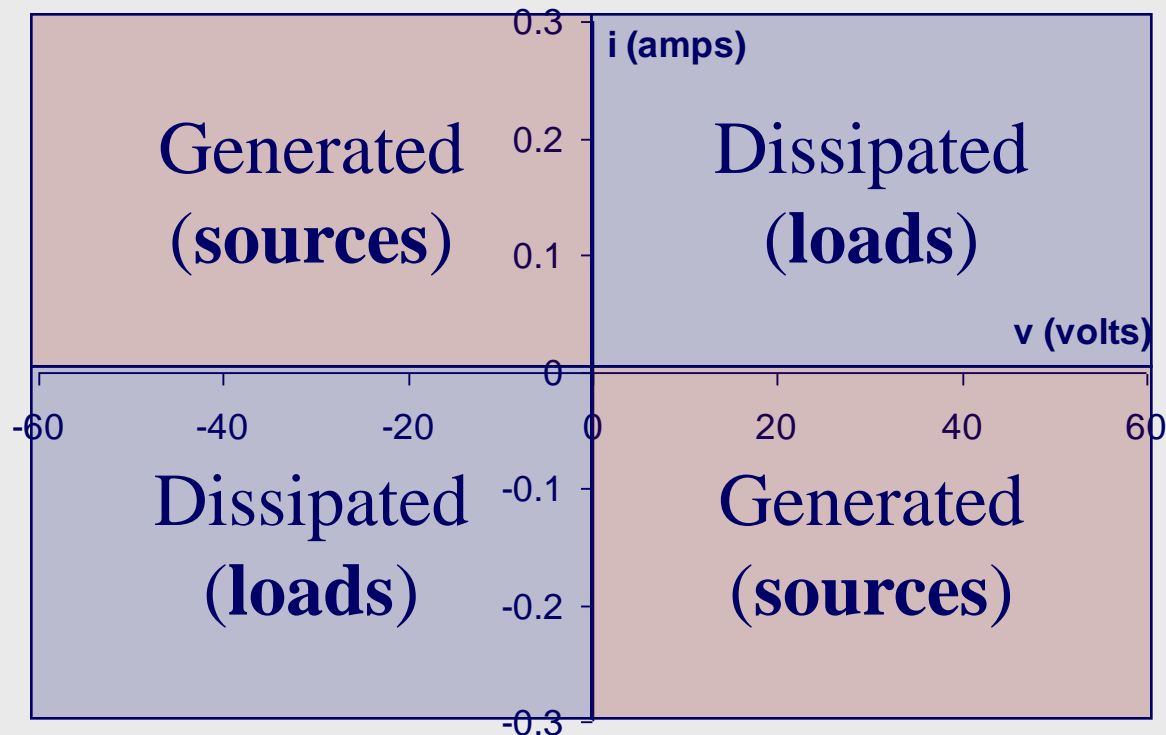 0.3
i (amps)
Generated
0.2
Dissipated
(sources)
0.1
(loads)
v (volts)
0
-60
-40
-20
0
20
40
60
Dissipated
-0.1
Generated
(loads)
-0.2
(sources)
-0.3